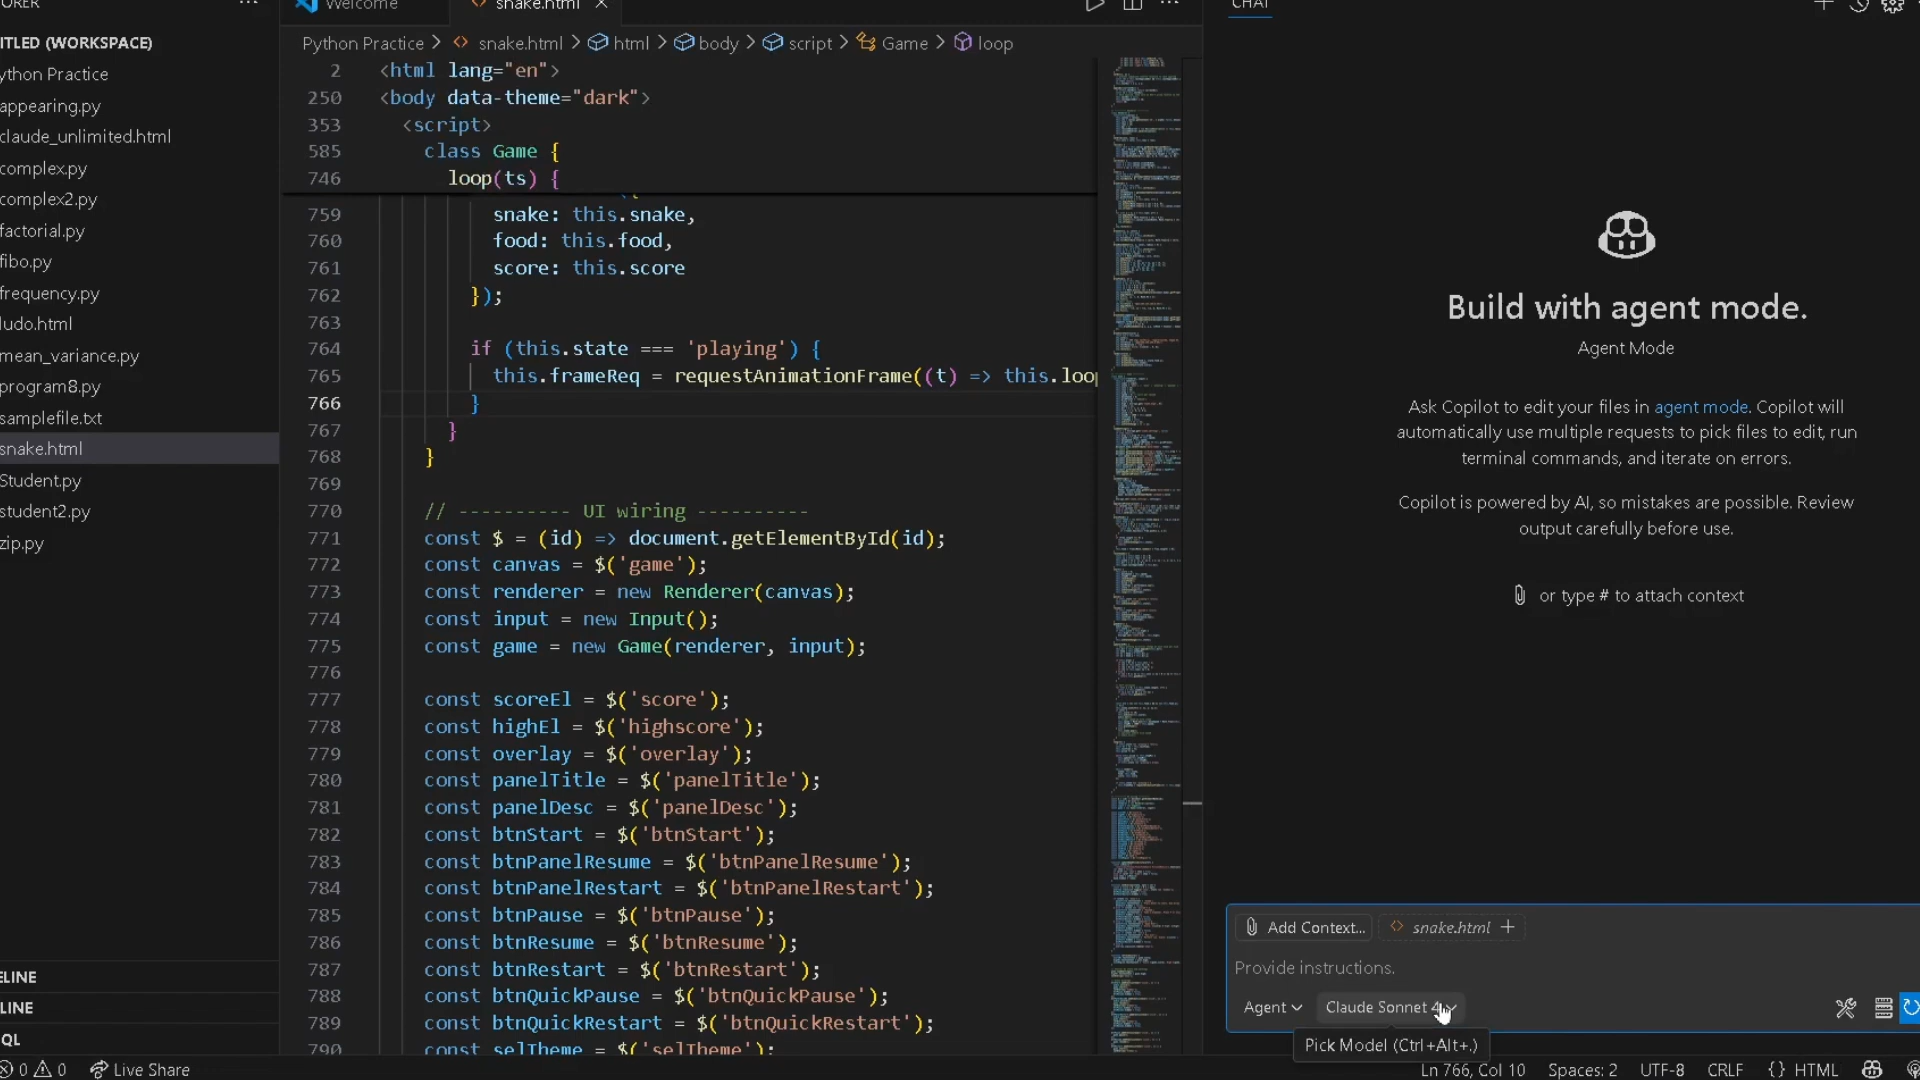 Welcome
snake.html
CHAT
(WORKSPACE)
Python Practice > snake.html > html > body > script > Game > loop
Practice
appearing.py
claude_unlimited.html
complex.py
complex2.py
factorial.py
fibo.py
frequency.py
ludo.html
mean_variance.py
program8.py
samplefile.txt
snake.html
Student.py
student2.py
zip.py
2 <html lang="en">
250 <body data-theme="dark">
353 <script>
585 class Game {
746 loop(ts) {
759 snake: this.snake,
760 food: this.food,
761 score: this.score
762 });
763
764 if (this.state === 'playing') {
765 this.frameReq = requestAnimationFrame((t) => this.loop
766 }
767 }
768 }
769
770 // ---------- UI wiring ----------
771 const $ = (id) => document.getElementById(id);
772 const canvas = $('game');
773 const renderer = new Renderer(canvas);
774 const input = new Input();
775 const game = new Game(renderer, input);
776
777 const scoreEl = $('score');
778 const highEl = $('highscore');
779 const overlay = $('overlay');
780 const panelTitle = $('panelTitle');
781 const panelDesc = $('panelDesc');
782 const btnStart = $('btnStart');
783 const btnPanelResume = $('btnPanelResume');
784 const btnPanelRestart = $('btnPanelRestart');
785 const btnPause = $('btnPause');
786 const btnResume = $('btnResume');
787 const btnRestart = $('btnRestart');
788 const btnQuickPause = $('btnQuickPause');
789 const btnQuickRestart = $('btnQuickRestart');
790 const selTheme = $('selTheme');
Build with agent mode.
Agent Mode
Ask Copilot to edit your files in agent mode. Copilot will
automatically use multiple requests to pick files to edit, run
terminal commands, and iterate on errors.
Copilot is powered by AI, so mistakes are possible. Review
output carefully before use.
or type # to attach context
Add Context... snake.html +
Provide instructions.
Agent Claude Sonnet 4
Pick Model (Ctrl+Alt+.)
0 0 Live Share
Ln 766, Col 10 Spaces: 2 UTF-8 CRLF {} HTML